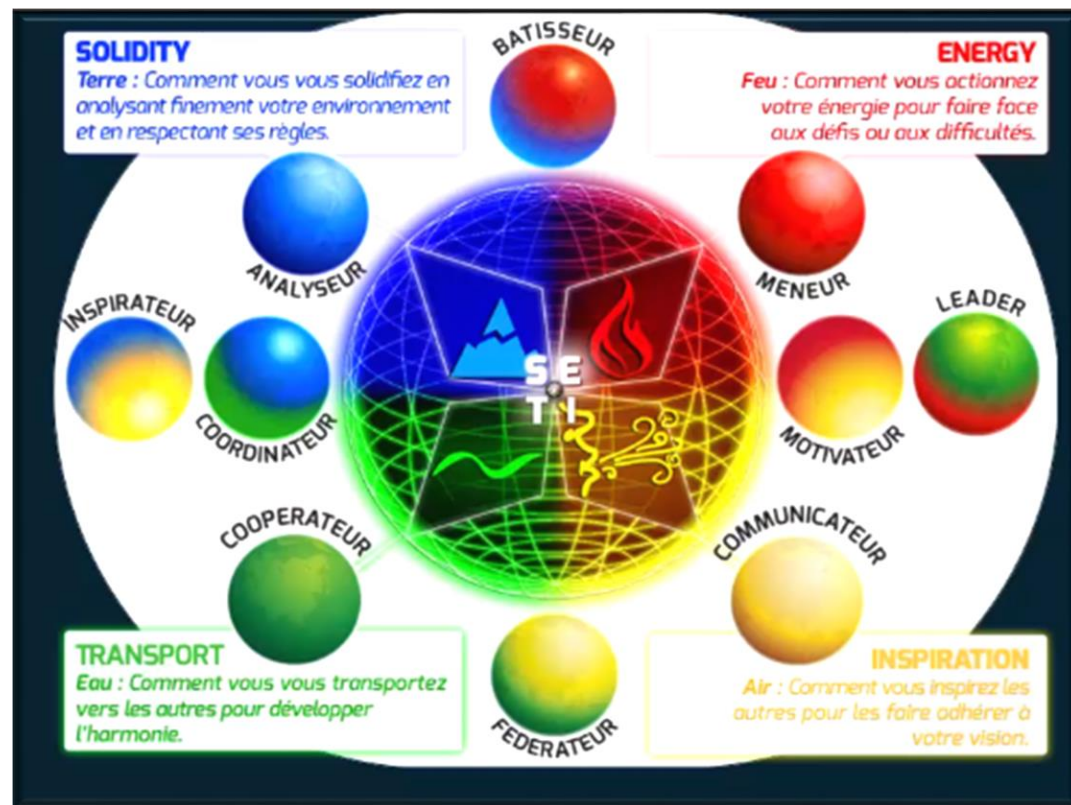 SOLIDITY
Terre : Comment vous vous solidifiez en
analysant finement votre environnement
et en respectant ses règles.
BATISSEUR
ENERGY
Feu : Comment vous actionnez
votre énergie pour faire face
aux défis ou aux difficultés.
ANALYSEUR
MENEUR
INSPIRATEUR
COORDINATEUR
LEADER
MOTIVATEUR
S E
T I
COOPERATEUR
COMMUNICATEUR
TRANSPORT
Eau : Comment vous vous transportez
vers les autres pour développer
l'harmonie.
FEDERATEUR
INSPIRATION
Air : Comment vous inspirez les
autres pour les faire adhérer à
votre vision.